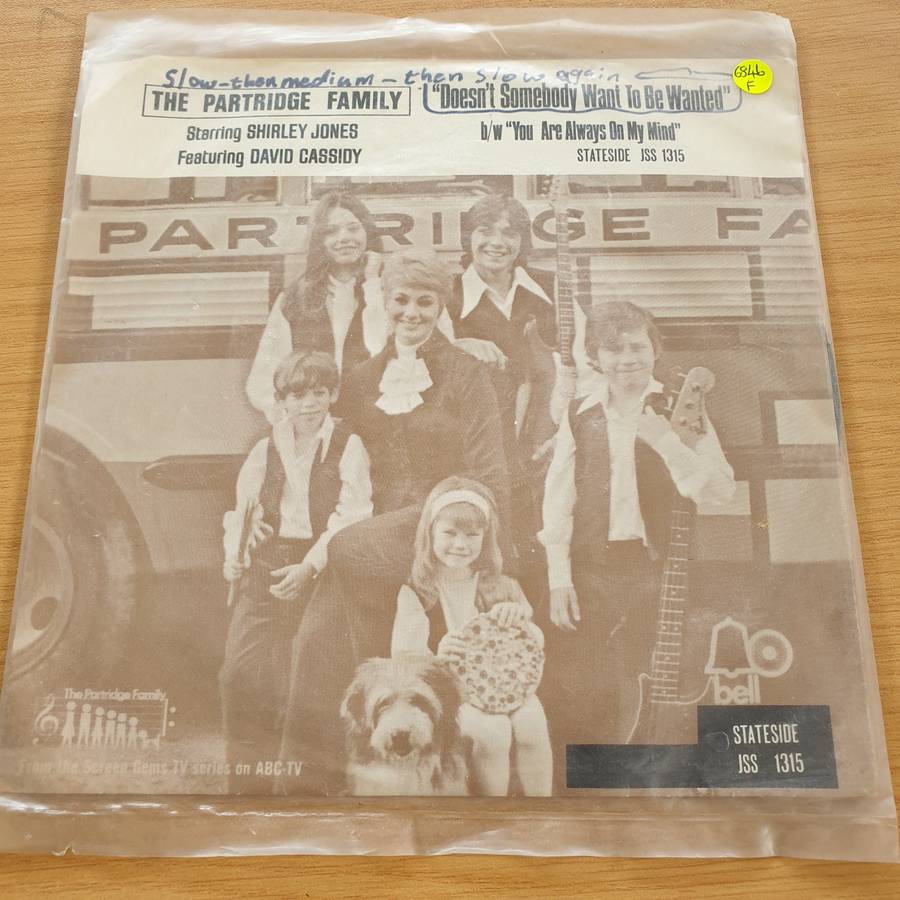 Slow-then medium - then slow again
6846
F
THE PARTRIDGE FAMILY
"Doesn't Somebody Want To Be Wanted"
Starring SHIRLEY JONES
b/w "You Are Always On My Mind"
Featuring DAVID CASSIDY
STATESIDE JSS 1315
PARTRIDGE FA
The Partridge Family
bell
STATESIDE
JSS 1315
From the Screen Gems TV series on ABC-TV